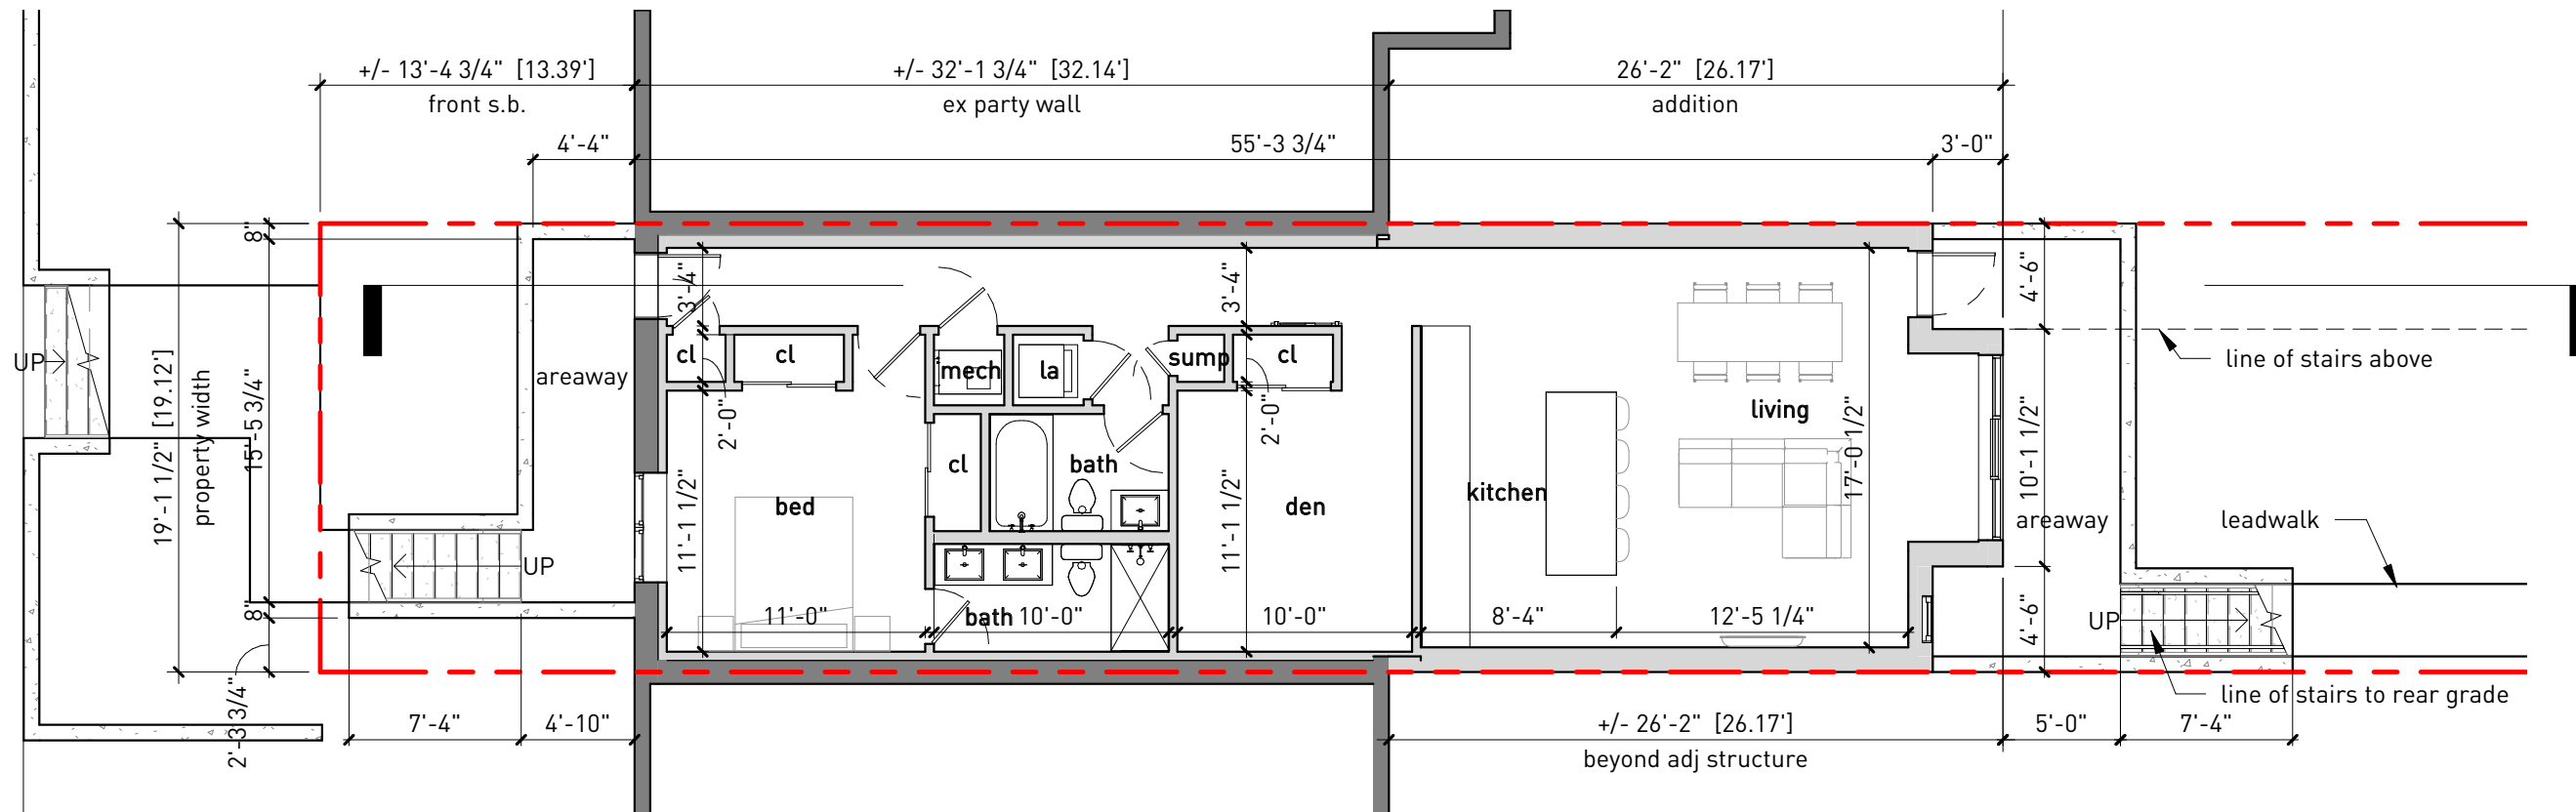 +/- 13'-4 3/4" [13.39']
+/- 32'-1 3/4" [32.14']
26'-2" [26.17']
front s.b.
ex party wall
addition
4'-4"
55'-3 3/4"
3'-0"
8"
3'-4"
3'-4"
4'-6"
UP
cl
cl
mech
la
sump
cl
line of stairs above
areaway
19'-1 1/2" [19.12']
property width
15'-5 3/4"
2'-0"
2'-0"
living
17'-0 1/2"
10'-1 1/2"
cl
bath
kitchen
bed
den
11'-1 1/2"
11'-1 1/2"
areaway
leadwalk
UP
8"
11'-0"
bath
10'-0"
10'-0"
8'-4"
12'-5 1/4"
4'-6"
UP
line of stairs to rear grade
2'-3 3/4"
7'-4"
4'-10"
+/- 26'-2" [26.17']
5'-0"
7'-4"
beyond adj structure